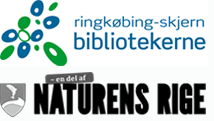 ringkøbing-skjern
bibliotekerne
– en del af
NATURENS RIGE